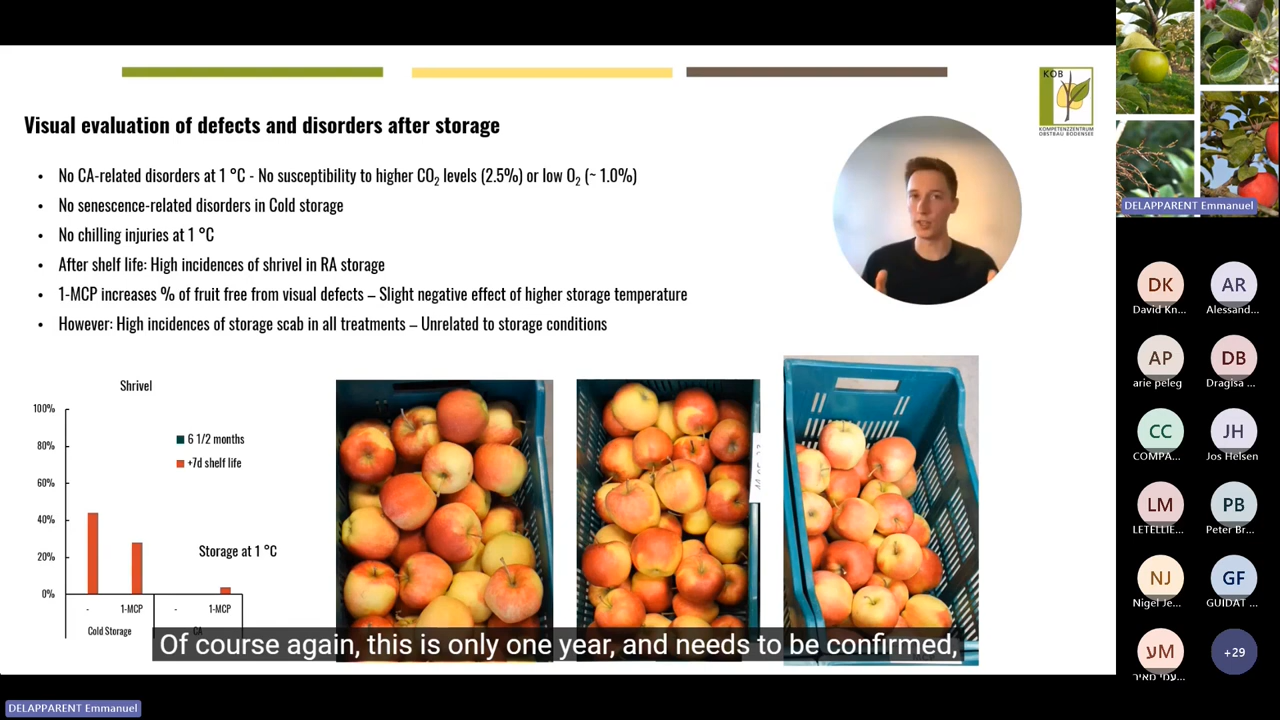 KOB
KOMPETENZZENTRUM
OBSTBAU BODENSEE
Visual evaluation of defects and disorders after storage
• No CA-related disorders at 1 °C - No susceptibility to higher CO₂ levels (2.5%) or low O₂ (~ 1.0%)
• No senescence-related disorders in Cold storage
• No chilling injuries at 1 °C
• After shelf life: High incidences of shrivel in RA storage
• 1-MCP increases % of fruit free from visual defects – Slight negative effect of higher storage temperature
• However: High incidences of storage scab in all treatments – Unrelated to storage conditions
Shrivel
100%
80%
60%
40%
20%
0%
6 1/2 months
+7d shelf life
Storage at 1 °C
- 1-MCP - 1-MCP
Cold Storage CA
Of course again, this is only one year, and needs to be confirmed,
DELAPPARENT Emmanuel
DELAPPARENT Emmanuel
DK AR
David Kn... Alessand...
AP DB
arie peleg Dragisa ...
CC JH
COMPA... Jos Helsen
LM PB
LETELLIE... Peter Br...
NJ GF
Nigel Je... GUIDAT ...
עM +29
עמי מאיר...